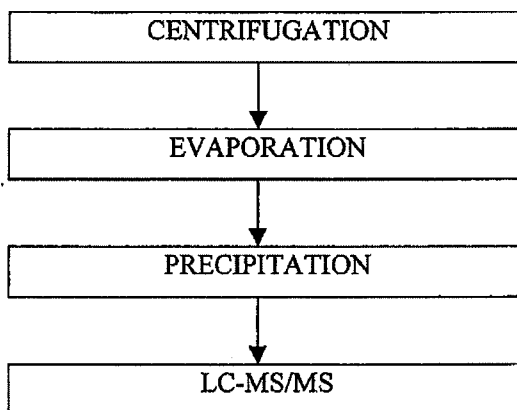 CENTRIFUGATION
EVAPORATION
PRECIPITATION
LC-MS/MS